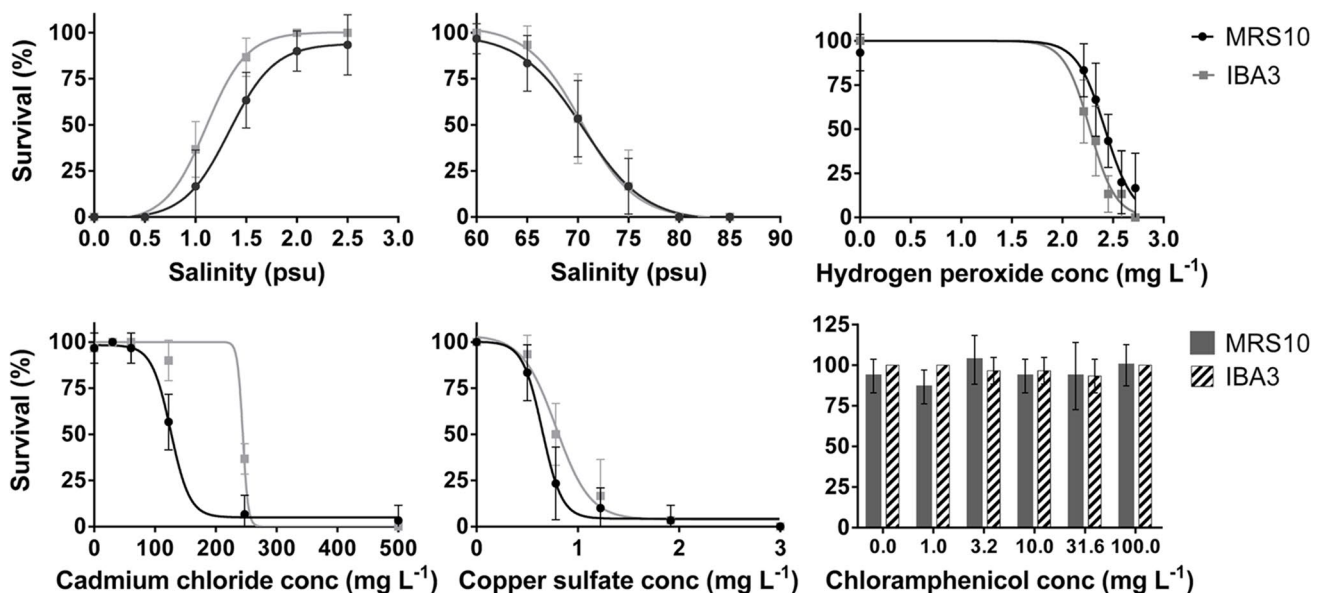 Survival (%)
100
75
50
25
0
0.0 0.5 1.0 1.5 2.0 2.5 3.0
Salinity (psu)
100
75
50
25
0
60 65 70 75 80 85 90
Salinity (psu)
100
75
50
25
0
0.0 1.0 2.0 2.5 3.0
Hydrogen peroxide conc (mg L⁻¹)
MRS10
IBA3
Survival (%)
100
75
50
25
0
0 100 200 300 400 500
Cadmium chloride conc (mg L⁻¹)
100
75
50
25
0
0 1 2 3
Copper sulfate conc (mg L⁻¹)
125
100
75
50
25
0
0.0 1.0 3.2 10.0 31.6 100.0
Chloramphenicol conc (mg L⁻¹)
MRS10
IBA3